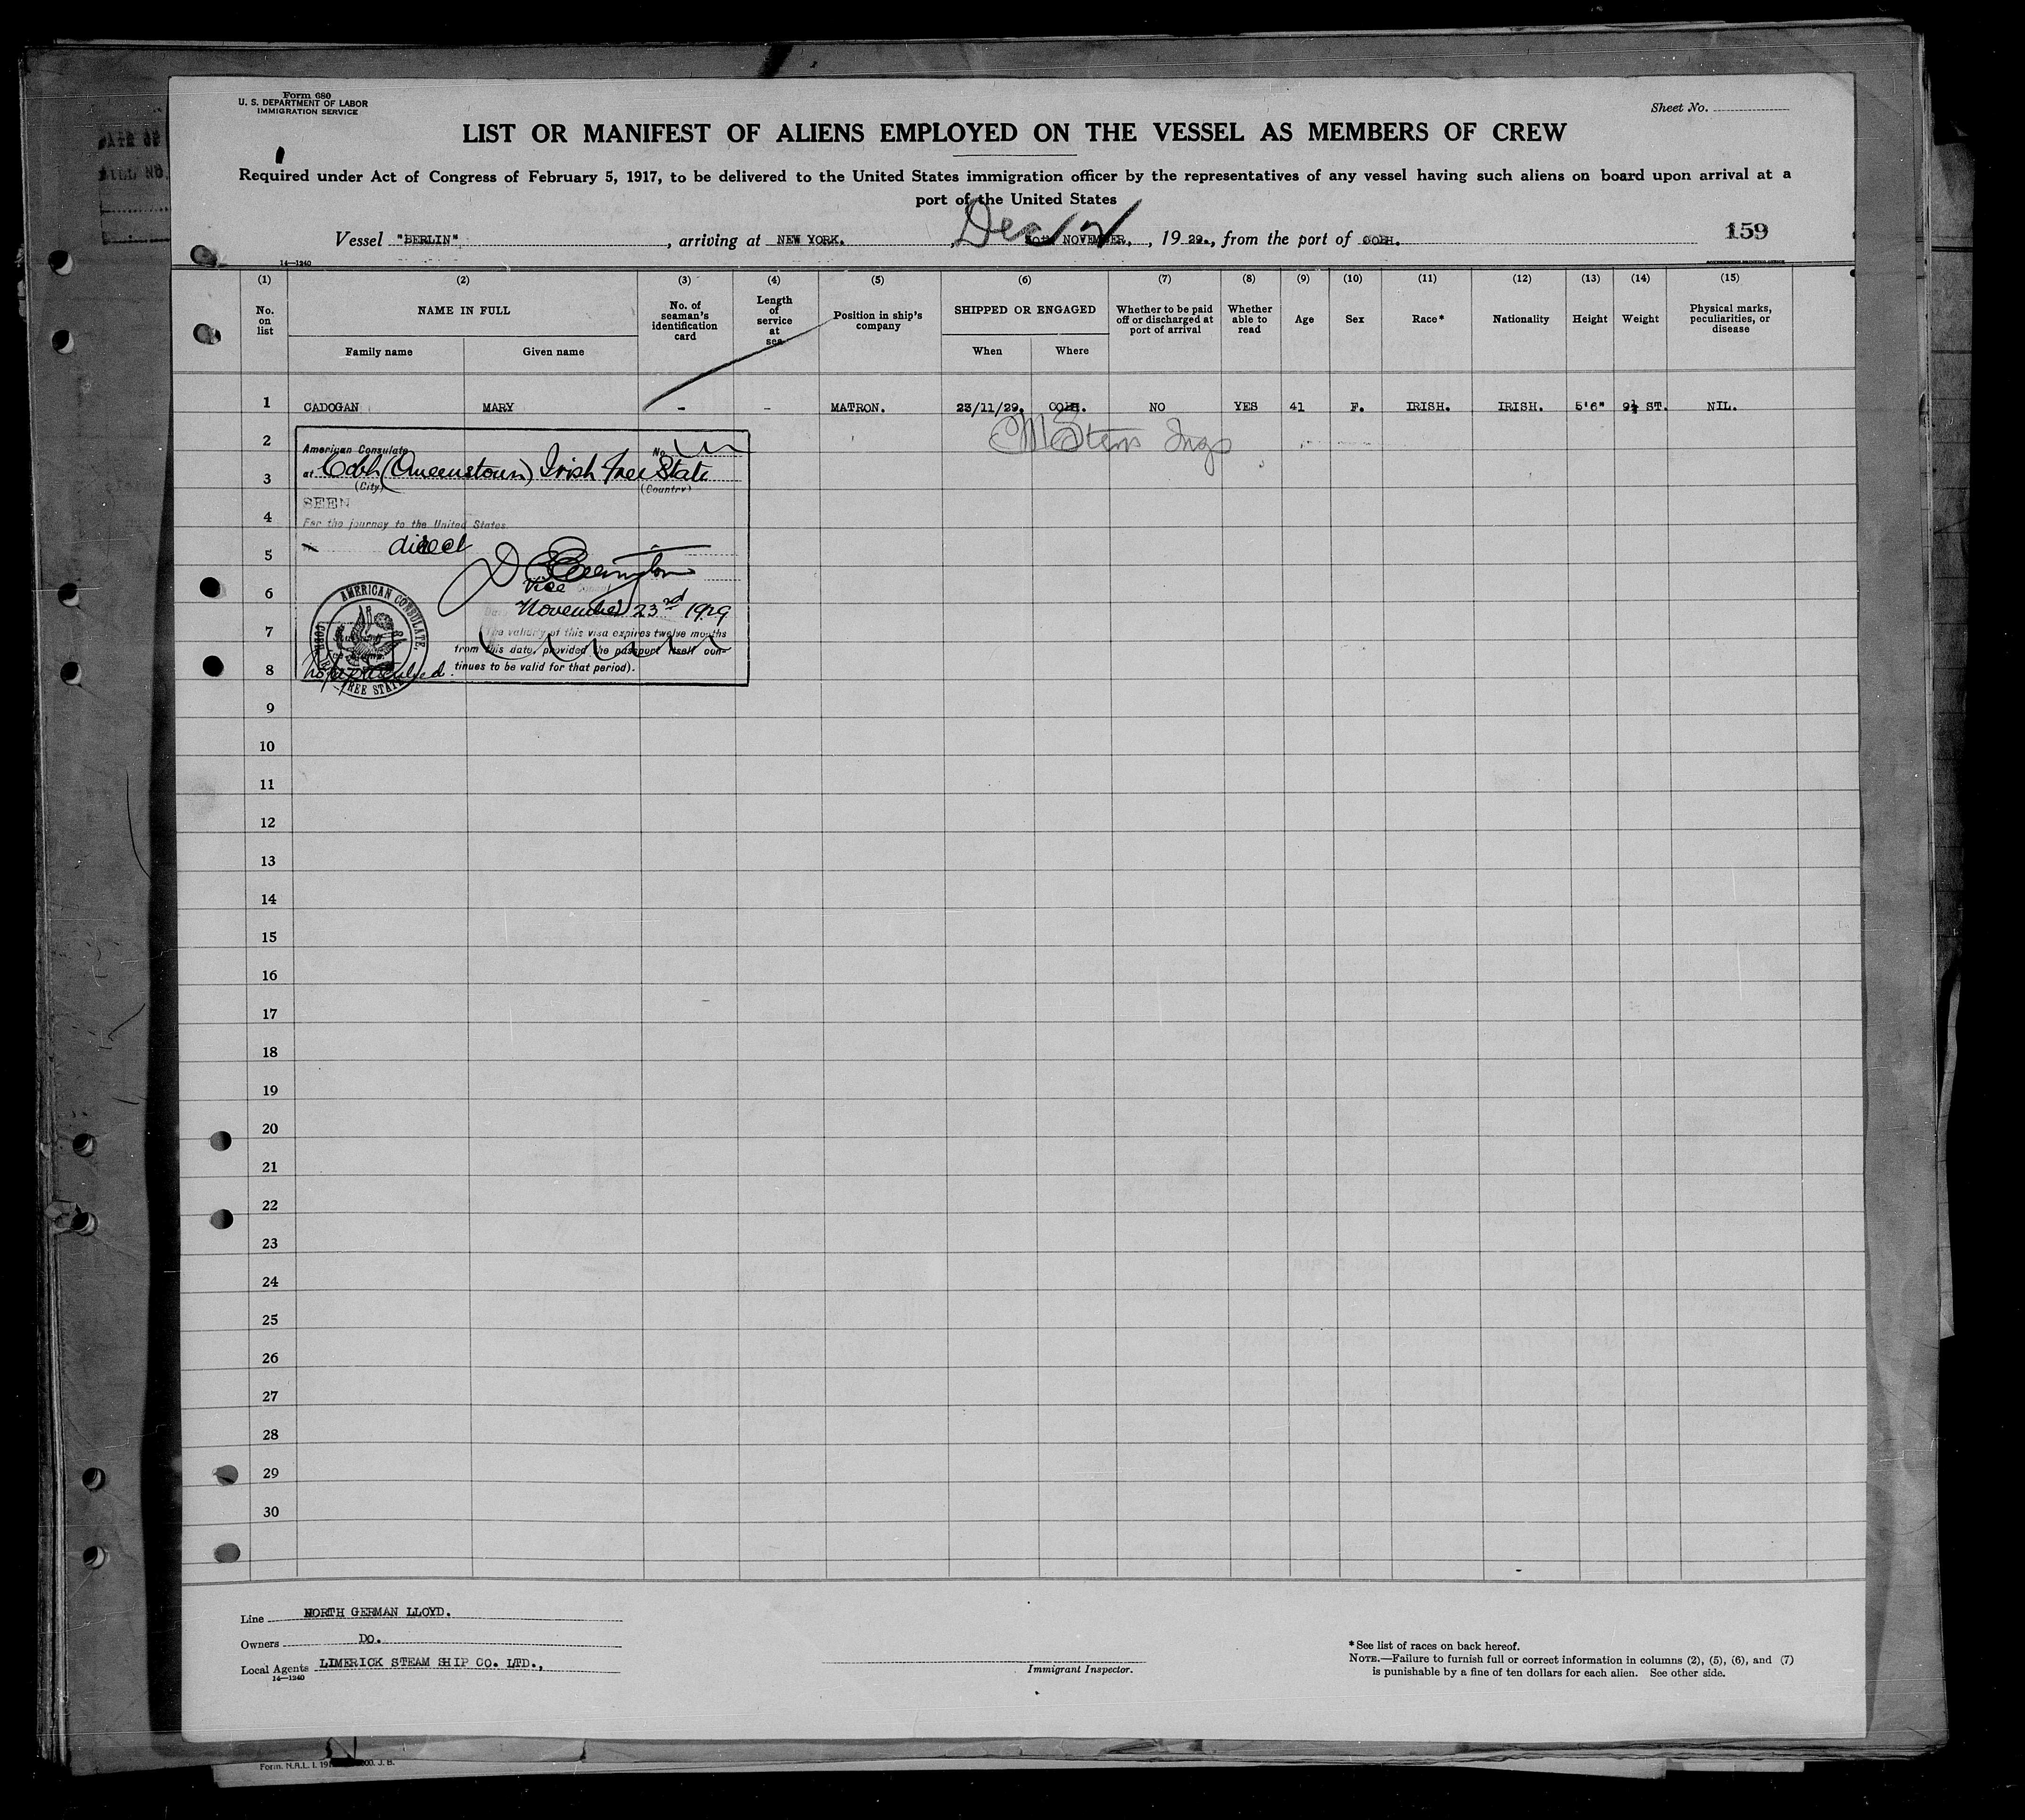 Form 680
U. S. DEPARTMENT OF LABOR
IMMIGRATION SERVICE
Sheet No.
LIST OR MANIFEST OF ALIENS EMPLOYED ON THE VESSEL AS MEMBERS OF CREW
Required under Act of Congress of February 5, 1917, to be delivered to the United States immigration officer by the representatives of any vessel having such aliens on board upon arrival at a
port of the United States
Vessel "BERLIN", arriving at NEW YORK., Dec 2 NOVEMBER, 1929., from the port of COBH.
159
14—1240
(1) (2) (3) (4) (5) (6) (7) (8) (9) (10) (11) (12) (13) (14) (15)
No. on list
NAME IN FULL
Family name
Given name
No. of seaman's identification card
Length of service at sea
Position in ship's company
SHIPPED OR ENGAGED
When
Where
Whether to be paid off or discharged at port of arrival
Whether able to read
Age
Sex
Race*
Nationality
Height
Weight
Physical marks, peculiarities, or disease
1 CADOGAN MARY - - MATRON. 23/11/29. COBH. NO YES 41 F. IRISH. IRISH. 5'6" 9½ ST. NIL.
2
American Consulate No.
3
at Cobh (Queenstown) Irish Free State
(City) (Country)
SEEN
4
For the journey to the United States
5
direct
6
Vice
November 23rd 1929
7
The validity of this visa expires twelve months
from this date, provided the passport itself con-
8
tinues to be valid for that period).
AMERICAN CONSULATE
FREE STATE
9
10
11
12
13
14
15
16
17
18
19
20
21
22
23
24
25
26
27
28
29
30
Line NORTH GERMAN LLOYD.
Owners DO.
Local Agents LIMERICK STEAM SHIP CO. LTD.,
14—1240
Immigrant Inspector.
*See list of races on back hereof.
NOTE.—Failure to furnish full or correct information in columns (2), (5), (6), and (7)
is punishable by a fine of ten dollars for each alien. See other side.